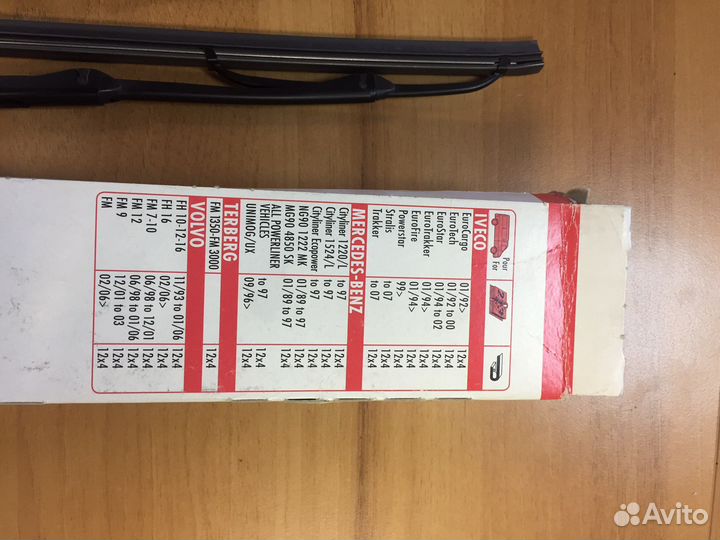 Pour
For
IVECO
EuroCargo 01/92> 12x4
EuroTech 01/92 to 00 12x4
EuroStar 01/94 to 02 12x4
EuroTrakker 01/94> 12x4
EuroFire 01/94> 12x4
Powerstar 99> 12x4
Stralis to 07 12x4
Trakker to 07 12x4
MERCEDES-BENZ
Cityliner 1220/L to 97 12x4
Cityliner 1524/L to 97 12x4
Cityliner Ecopower to 97 12x4
NG90 1222 MK 01/89 to 97 12x4
MG90 4850 SK 01/89 to 97 12x4
ALL POWERLINER
VEHICLES to 97 12x4
UNIMOG/UX 09/96> 12x4
TERBERG
FM 1350-FM 3000 12x4
VOLVO
FH 10-12-16 11/93 to 01/06 12x4
FH 16 02/06> 12x4
FM 7-10 06/98 to 12/01 12x4
FM 12 06/98 to 01/06 12x4
FM 9 12/01 to 03 12x4
FM 02/06> 12x4
Avito